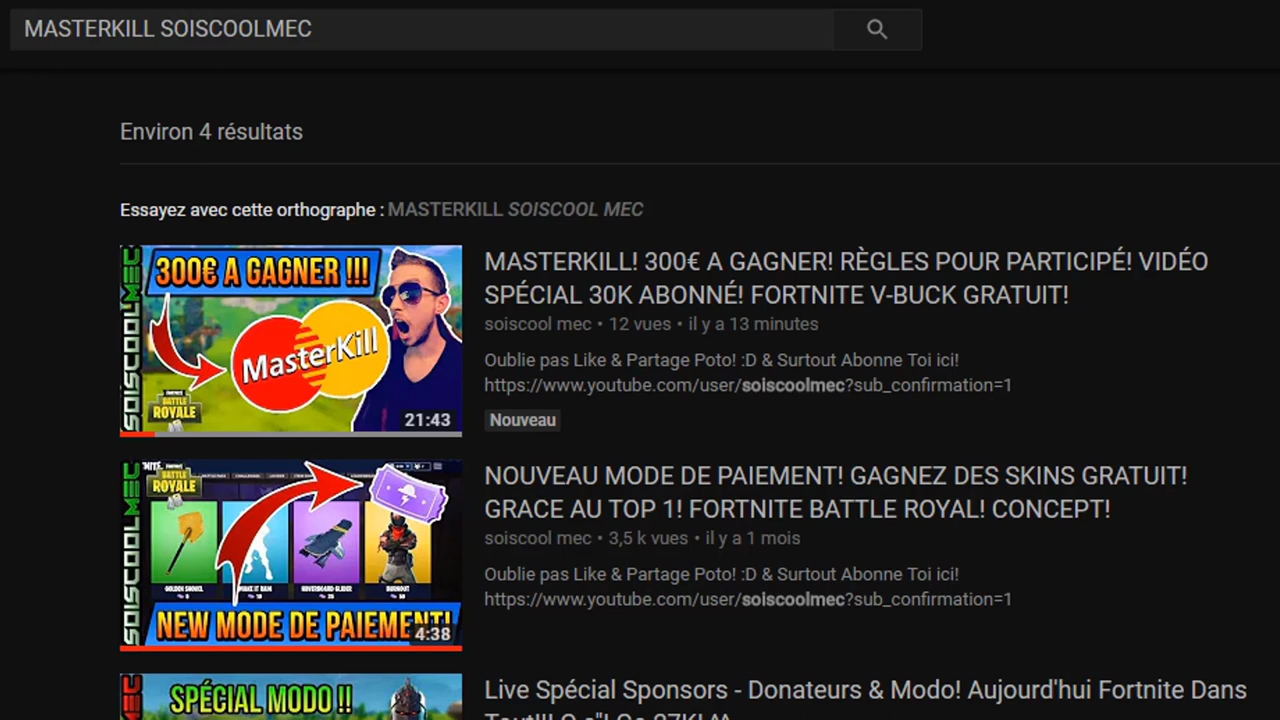 MASTERKILL SOISCOOLMEC
Environ 4 résultats
Essayez avec cette orthographe : MASTERKILL SOISCOOL MEC
SOISCOOLMEC
300€ A GAGNER !!!
MasterKill
BATTLE
ROYALE
21:43
MASTERKILL! 300€ A GAGNER! RÈGLES POUR PARTICIPÉ! VIDÉO
SPÉCIAL 30K ABONNÉ! FORTNITE V-BUCK GRATUIT!
soiscool mec • 12 vues • il y a 13 minutes
Oublie pas Like & Partage Poto! :D & Surtout Abonne Toi ici!
https://www.youtube.com/user/soiscoolmec?sub_confirmation=1
Nouveau
SOISCOOLMEC
BATTLE
ROYALE
GOLDEN SHOVEL
MAKE IT RAIN
HOVERBOARD GLIDER
BURNOUT
NEW MODE DE PAIEMENT!
4:38
NOUVEAU MODE DE PAIEMENT! GAGNEZ DES SKINS GRATUIT!
GRACE AU TOP 1! FORTNITE BATTLE ROYAL! CONCEPT!
soiscool mec • 3,5 k vues • il y a 1 mois
Oublie pas Like & Partage Poto! :D & Surtout Abonne Toi ici!
https://www.youtube.com/user/soiscoolmec?sub_confirmation=1
SPÉCIAL MODO !!
Live Spécial Sponsors - Donateurs & Modo! Aujourd'hui Fortnite Dans